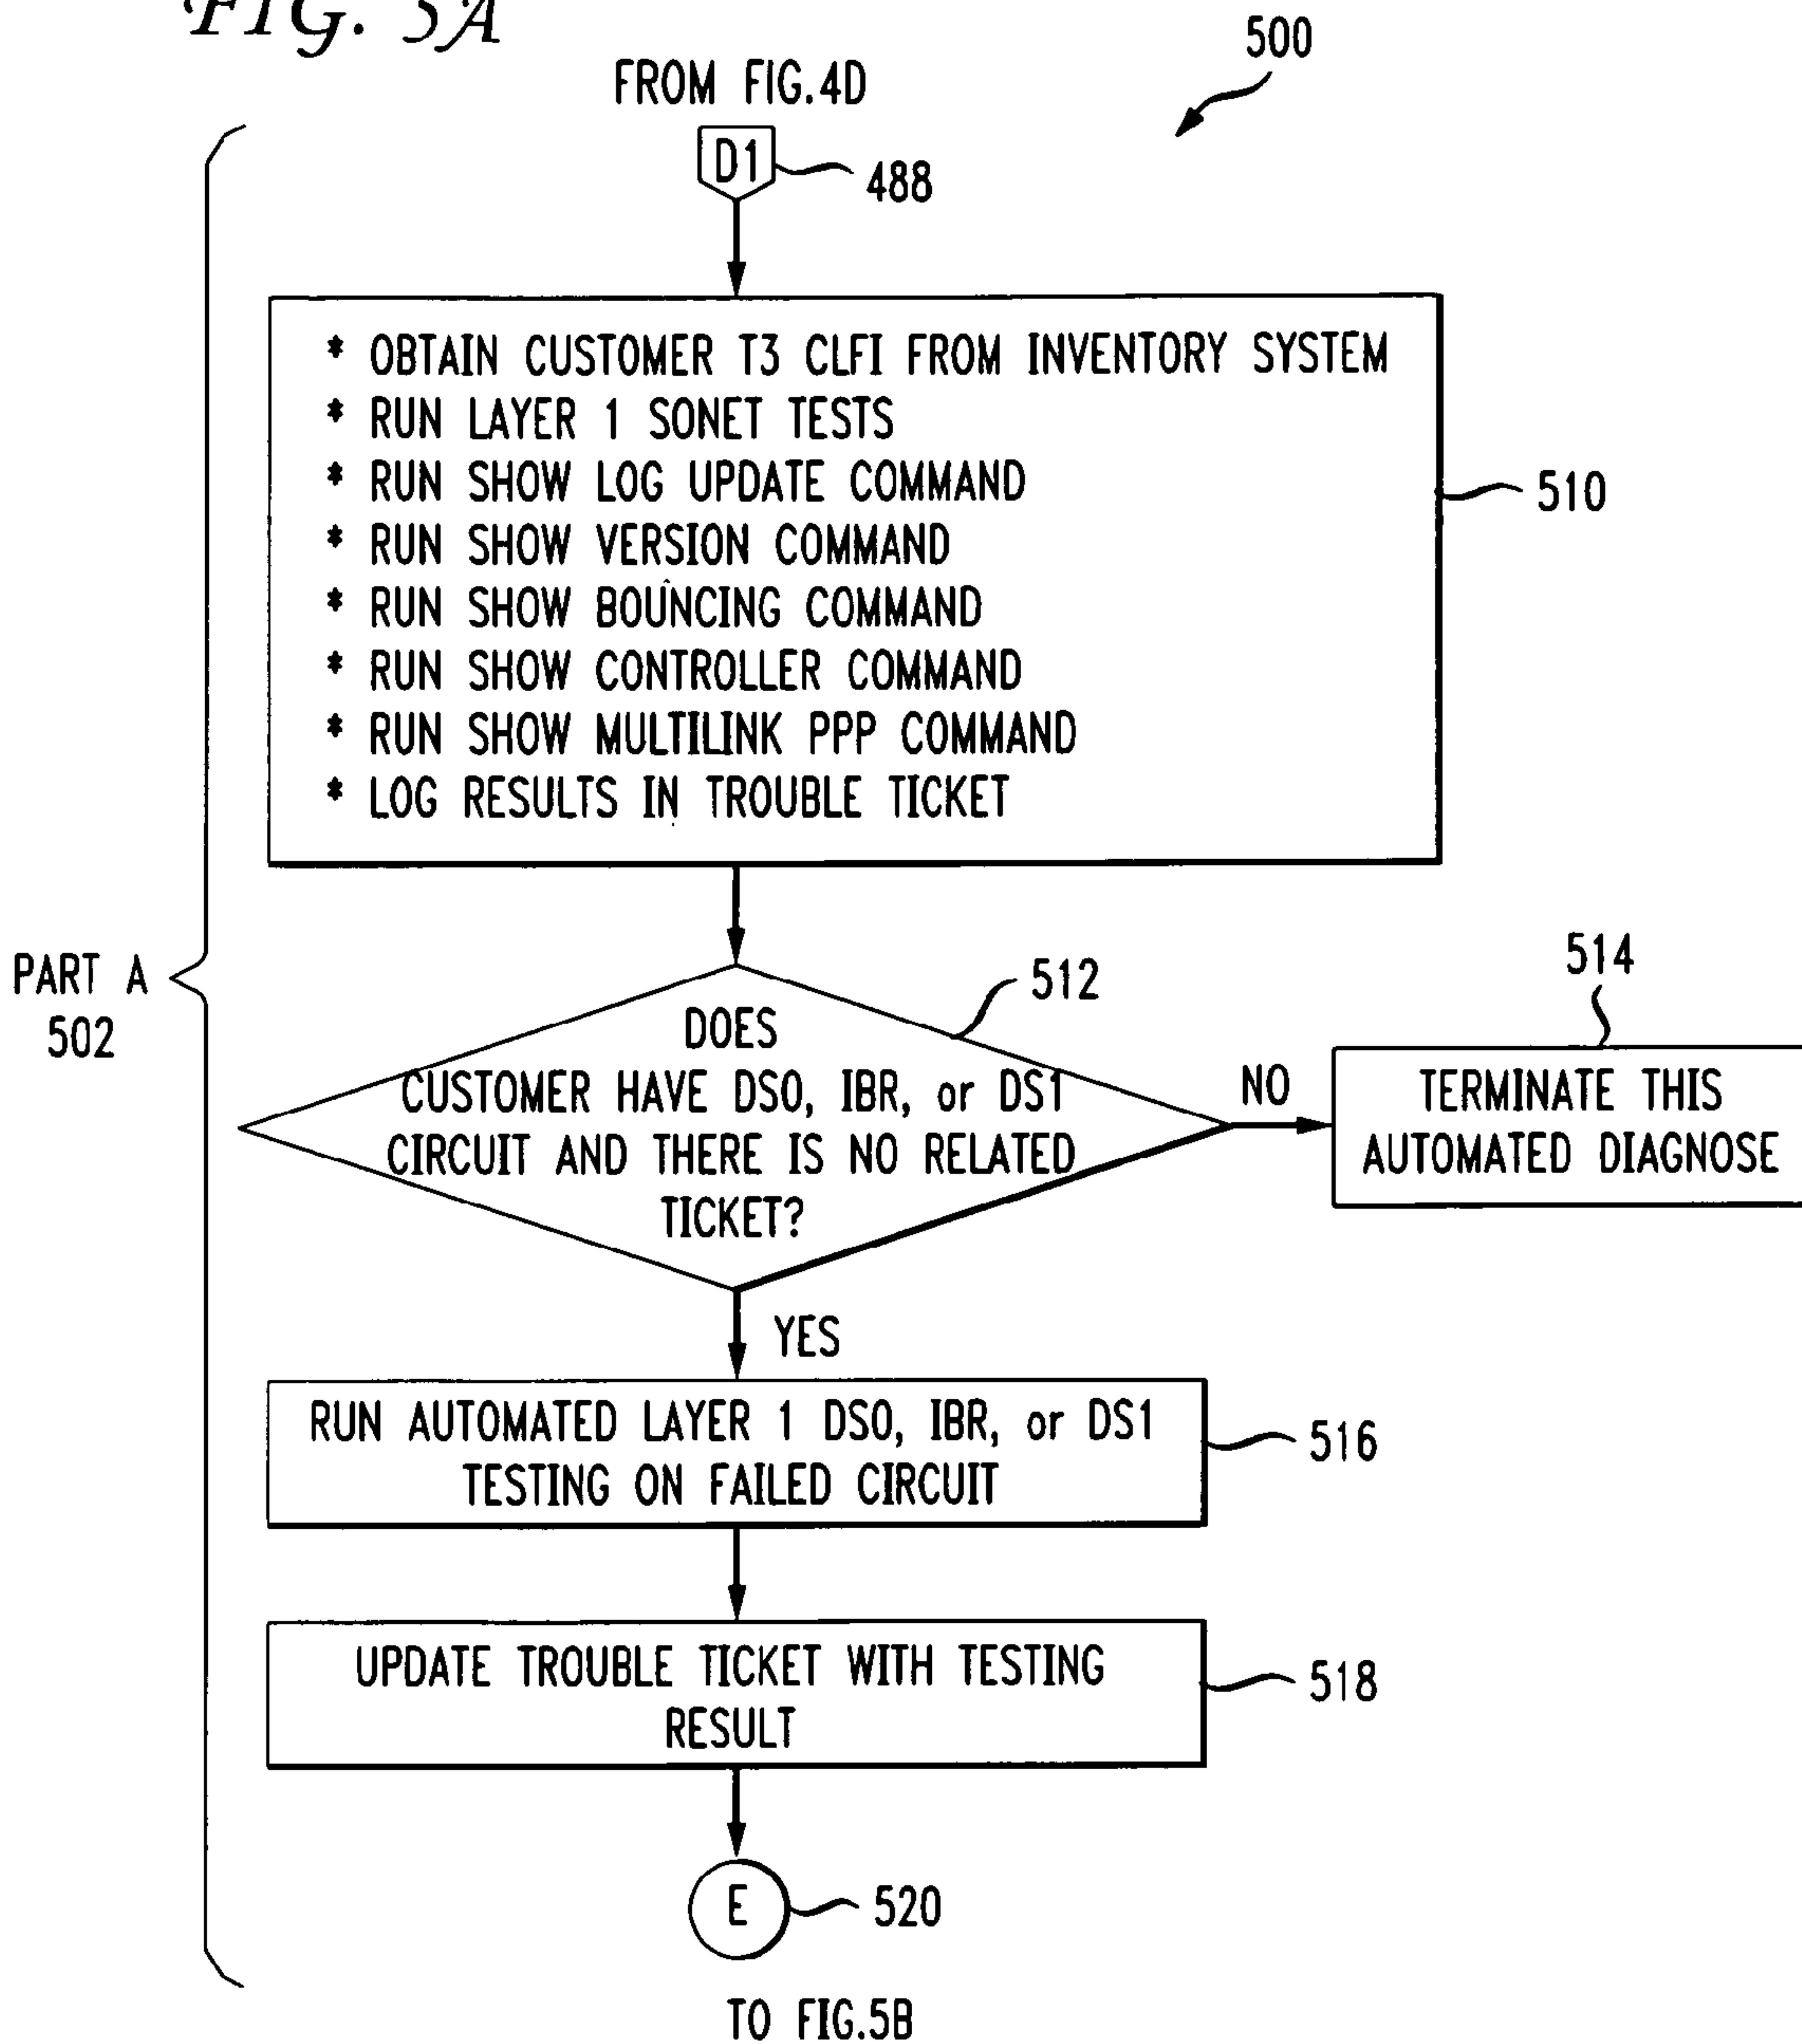 FIG. 5A
500
FROM FIG.4D
D1
488
* OBTAIN CUSTOMER T3 CLFI FROM INVENTORY SYSTEM
* RUN LAYER 1 SONET TESTS
* RUN SHOW LOG UPDATE COMMAND
* RUN SHOW VERSION COMMAND
* RUN SHOW BOUNCING COMMAND
* RUN SHOW CONTROLLER COMMAND
* RUN SHOW MULTILINK PPP COMMAND
* LOG RESULTS IN TROUBLE TICKET
510
PART A
502
512
DOES
CUSTOMER HAVE DS0, IBR, or DS1
CIRCUIT AND THERE IS NO RELATED
TICKET?
NO
514
TERMINATE THIS
AUTOMATED DIAGNOSE
YES
RUN AUTOMATED LAYER 1 DS0, IBR, or DS1
TESTING ON FAILED CIRCUIT
516
UPDATE TROUBLE TICKET WITH TESTING
RESULT
518
E
520
TO FIG.5B